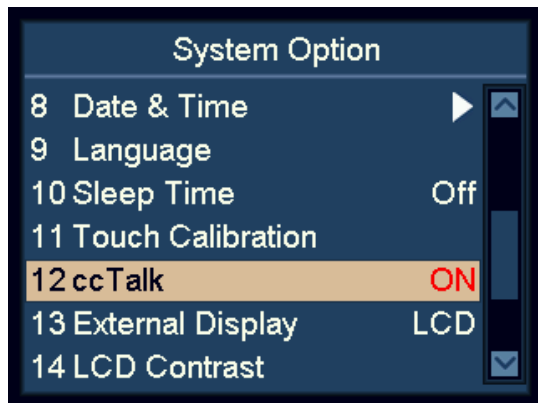 System Option
8 Date & Time
9 Language
10 Sleep Time Off
11 Touch Calibration
12 ccTalk ON
13 External Display LCD
14 LCD Contrast